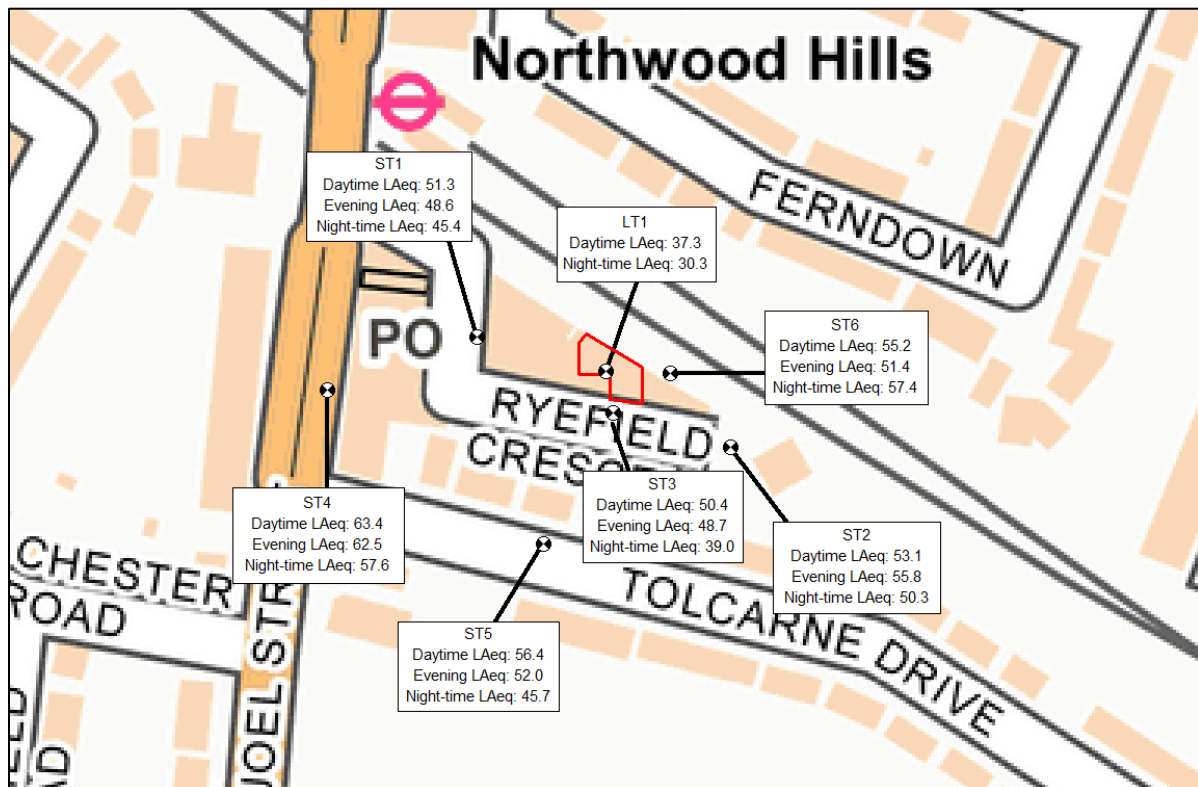 Northwood Hills
ST1
Daytime LAeq: 51.3
Evening LAeq: 48.6
Night-time LAeq: 45.4
LT1
Daytime LAeq: 37.3
Night-time LAeq: 30.3
FERNDOWN
PO
ST6
Daytime LAeq: 55.2
Evening LAeq: 51.4
Night-time LAeq: 57.4
RYEFIELD
ST3
Daytime LAeq: 50.4
Evening LAeq: 48.7
Night-time LAeq: 39.0
ST4
Daytime LAeq: 63.4
Evening LAeq: 62.5
Night-time LAeq: 57.6
ST2
Daytime LAeq: 53.1
Evening LAeq: 55.8
Night-time LAeq: 50.3
CHESTER
ROAD
TOLCARNE DRIVE
ST5
Daytime LAeq: 56.4
Evening LAeq: 52.0
Night-time LAeq: 45.7
JOEL